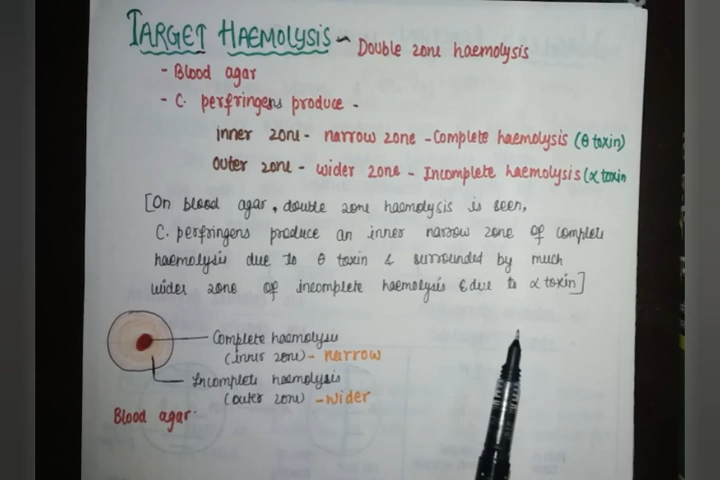 TARGET HAEMOLYSIS - Double zone haemolysis
- Blood agar
- C. perfringens produce -
inner zone - narrow zone - Complete haemolysis (θ toxin)
outer zone - wider zone - Incomplete haemolysis (α toxin
[On blood agar, double zone haemolysis is seen,
C. perfringens produce an inner narrow zone of complete
haemolysis due to θ toxin & surrounded by much
wider zone of incomplete haemolysis due to α toxin]
Complete haemolysis
(inner zone) - narrow
Incomplete haemolysis
(outer zone) - wider
Blood agar.